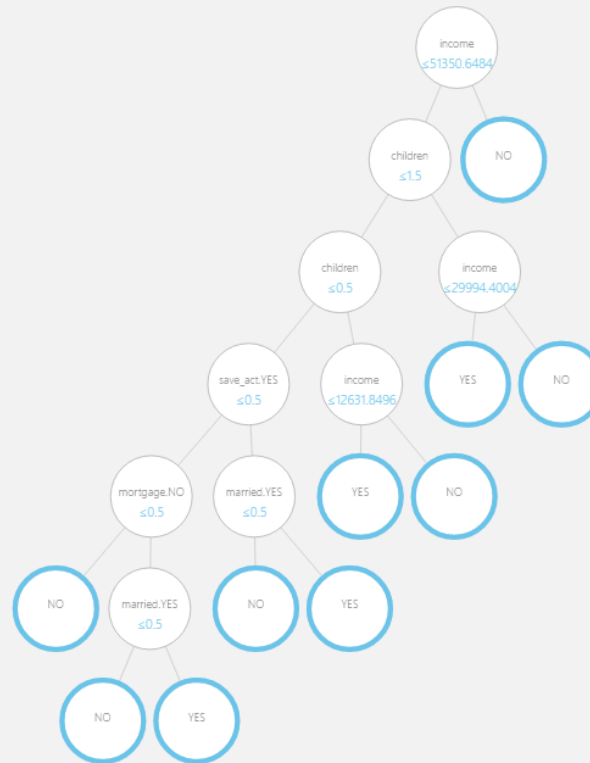 income
≤51350.6484
children
≤1.5
NO
children
≤0.5
income
≤29994.4004
save_act.YES
≤0.5
income
≤12631.8496
YES
NO
mortgage.NO
≤0.5
married.YES
≤0.5
YES
NO
NO
married.YES
≤0.5
NO
YES
NO
YES